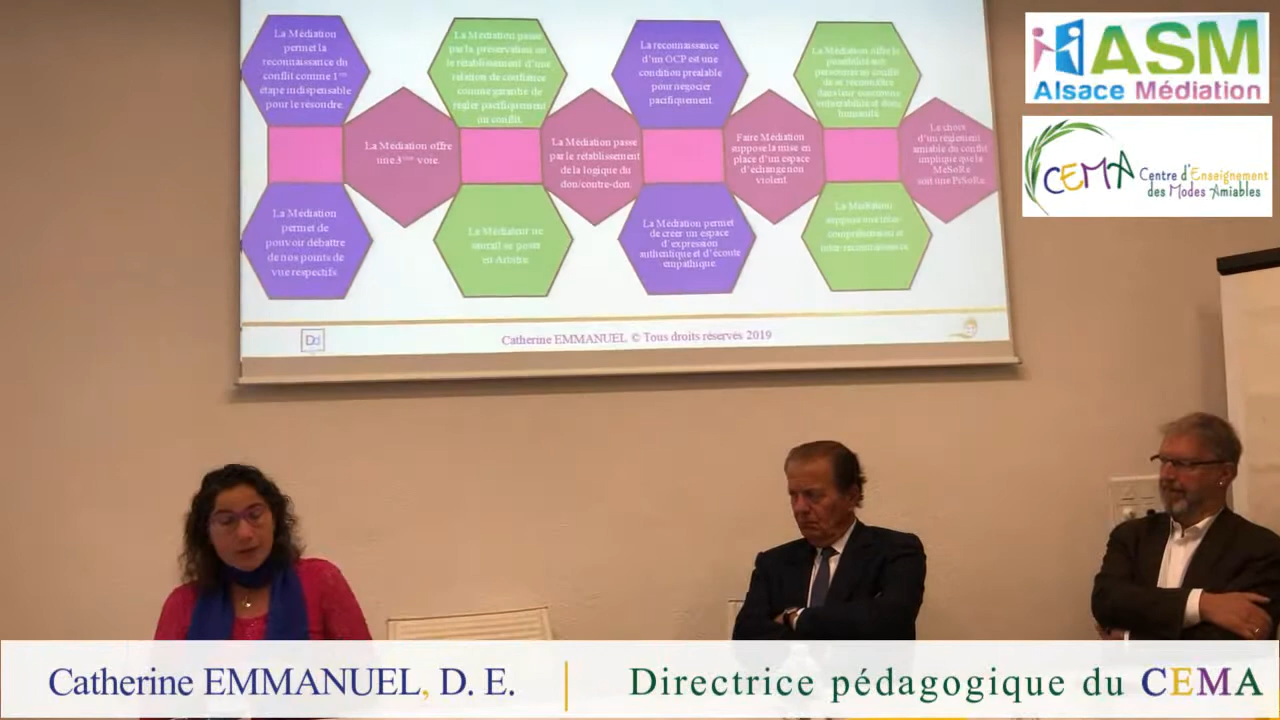 La Médiation
permet la
reconnaissance du
conflit comme 1ère
étape indispensable
pour le résoudre.
La Médiation passe
par la préservation ou
le rétablissement d'une
relation de confiance
comme garantie de
régler pacifiquement
un conflit.
La reconnaissance
d'un OCP est une
condition préalable
pour négocier
pacifiquement.
La Médiation offre la
possibilité aux
personnes en conflit
de se reconnaître
dans leur commune
vulnérabilité et donc
humanité
La Médiation offre
une 3ème voie.
La Médiation passe
par le rétablissement
de la logique du
don/contre-don.
Faire Médiation
suppose la mise en
place d'un espace
d'échange non
violent.
Le choix
d'un règlement
amiable du conflit
implique que la
MeSoRe
soit une PiSoRe.
La Médiation
permet de
pouvoir débattre
de nos points de
vue respectifs.
Le Médiateur ne
saurait se poser
en Arbitre.
La Médiation permet
de créer un espace
d'expression
authentique et d'écoute
empathique.
La Médiation
suppose une inter-
compréhension et
inter reconnaissance
Dd
Catherine EMMANUEL © Tous droits réservés 2019
ASM
Alsace Médiation
CEMA Centre d'Enseignement
des Modes Amiables
Catherine EMMANUEL, D. E. | Directrice pédagogique du CEMA